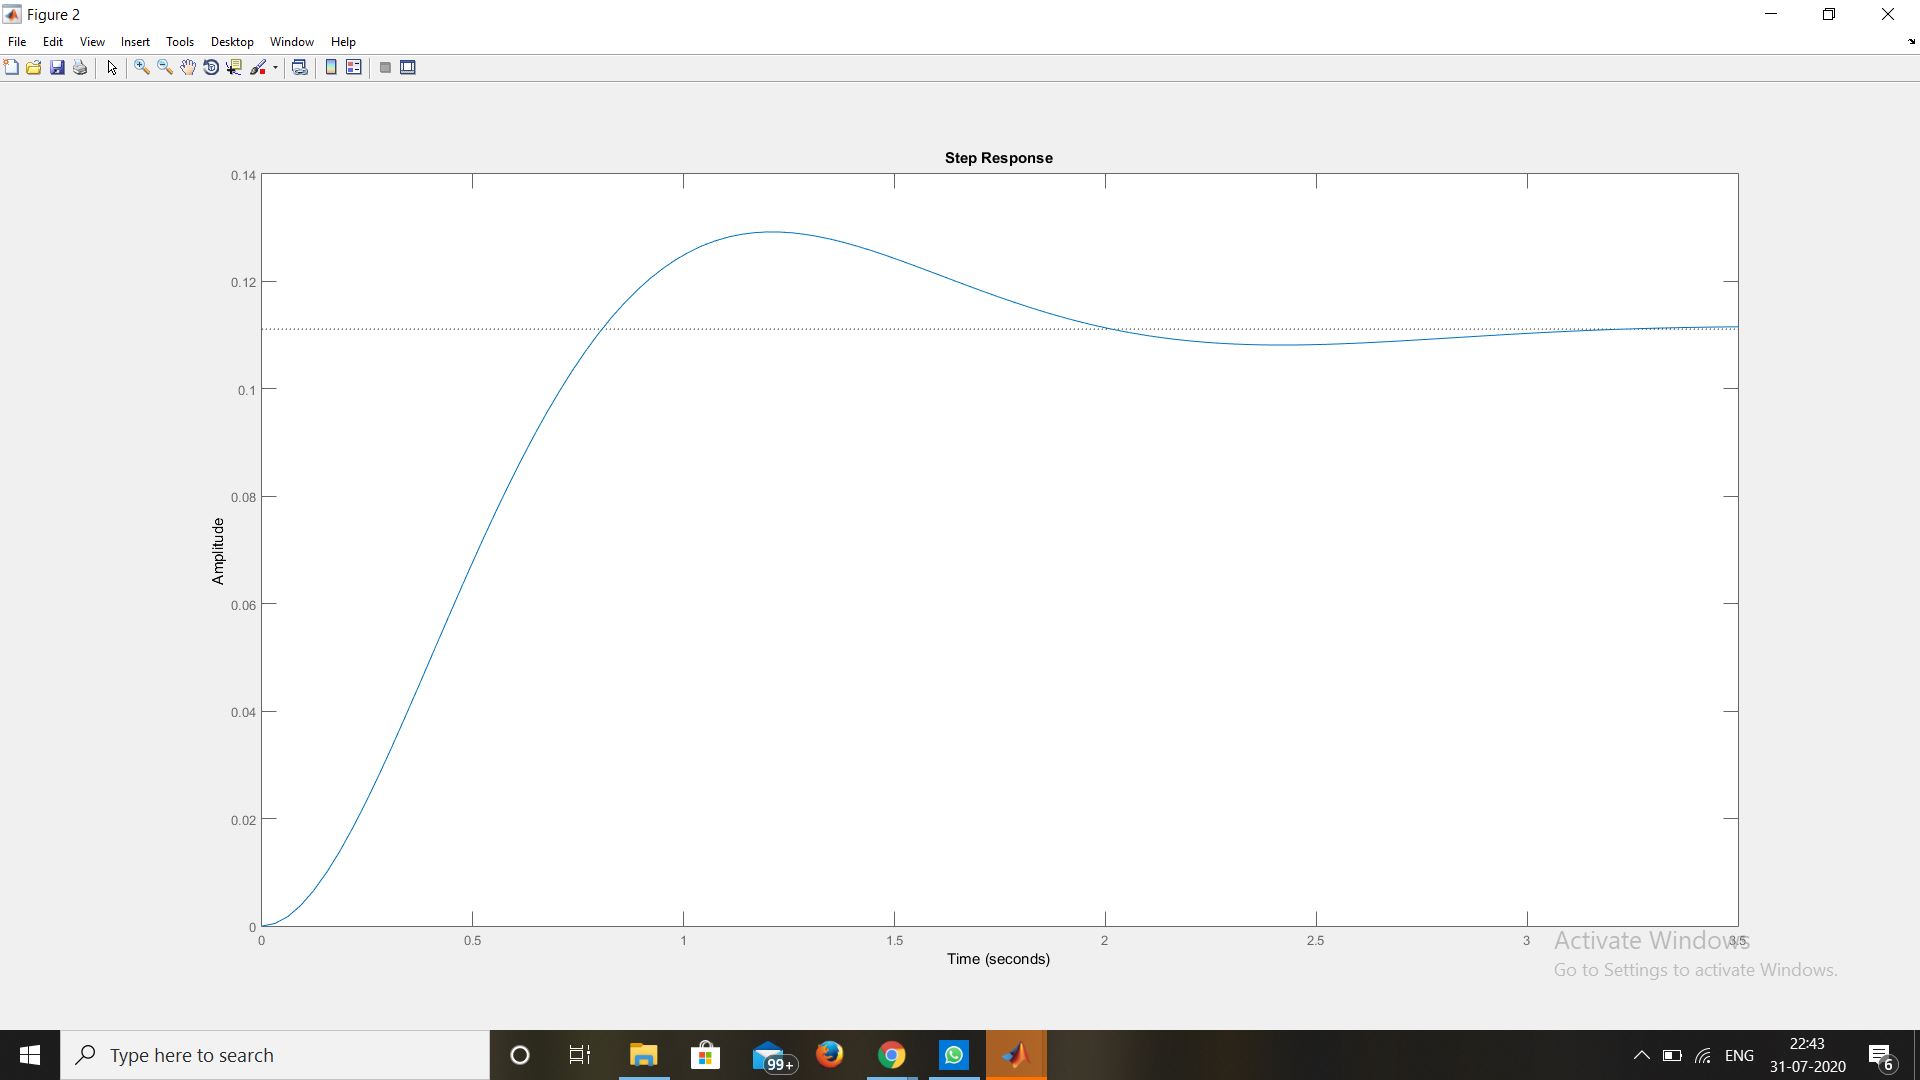 Figure 2
File Edit View Insert Tools Desktop Window Help
Step Response
0.14
0.12
0.1
0.08
0.06
0.04
0.02
0
Amplitude
0 0.5 1 1.5 2 2.5 3 3.5
Time (seconds)
Activate Windows
Go to Settings to activate Windows.
Type here to search
99+
ENG
22:43
31-07-2020
6